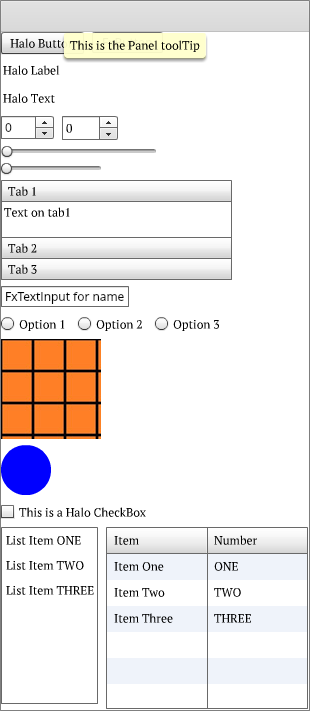 Halo Butto
This is the Panel toolTip
Halo Label
Halo Text
0 0
Tab 1
Text on tab1
Tab 2
Tab 3
FxTextInput for name
Option 1 Option 2 Option 3
This is a Halo CheckBox
List Item ONE
List Item TWO
List Item THREE
Item Number
Item One ONE
Item Two TWO
Item Three THREE